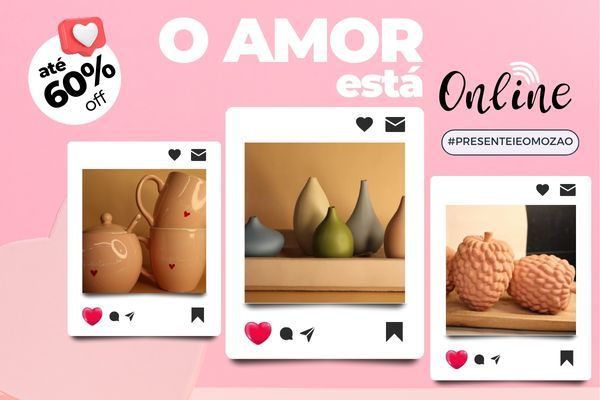 até
60%
off
O AMOR
está
Online
#PRESENTEIEOMOZAO